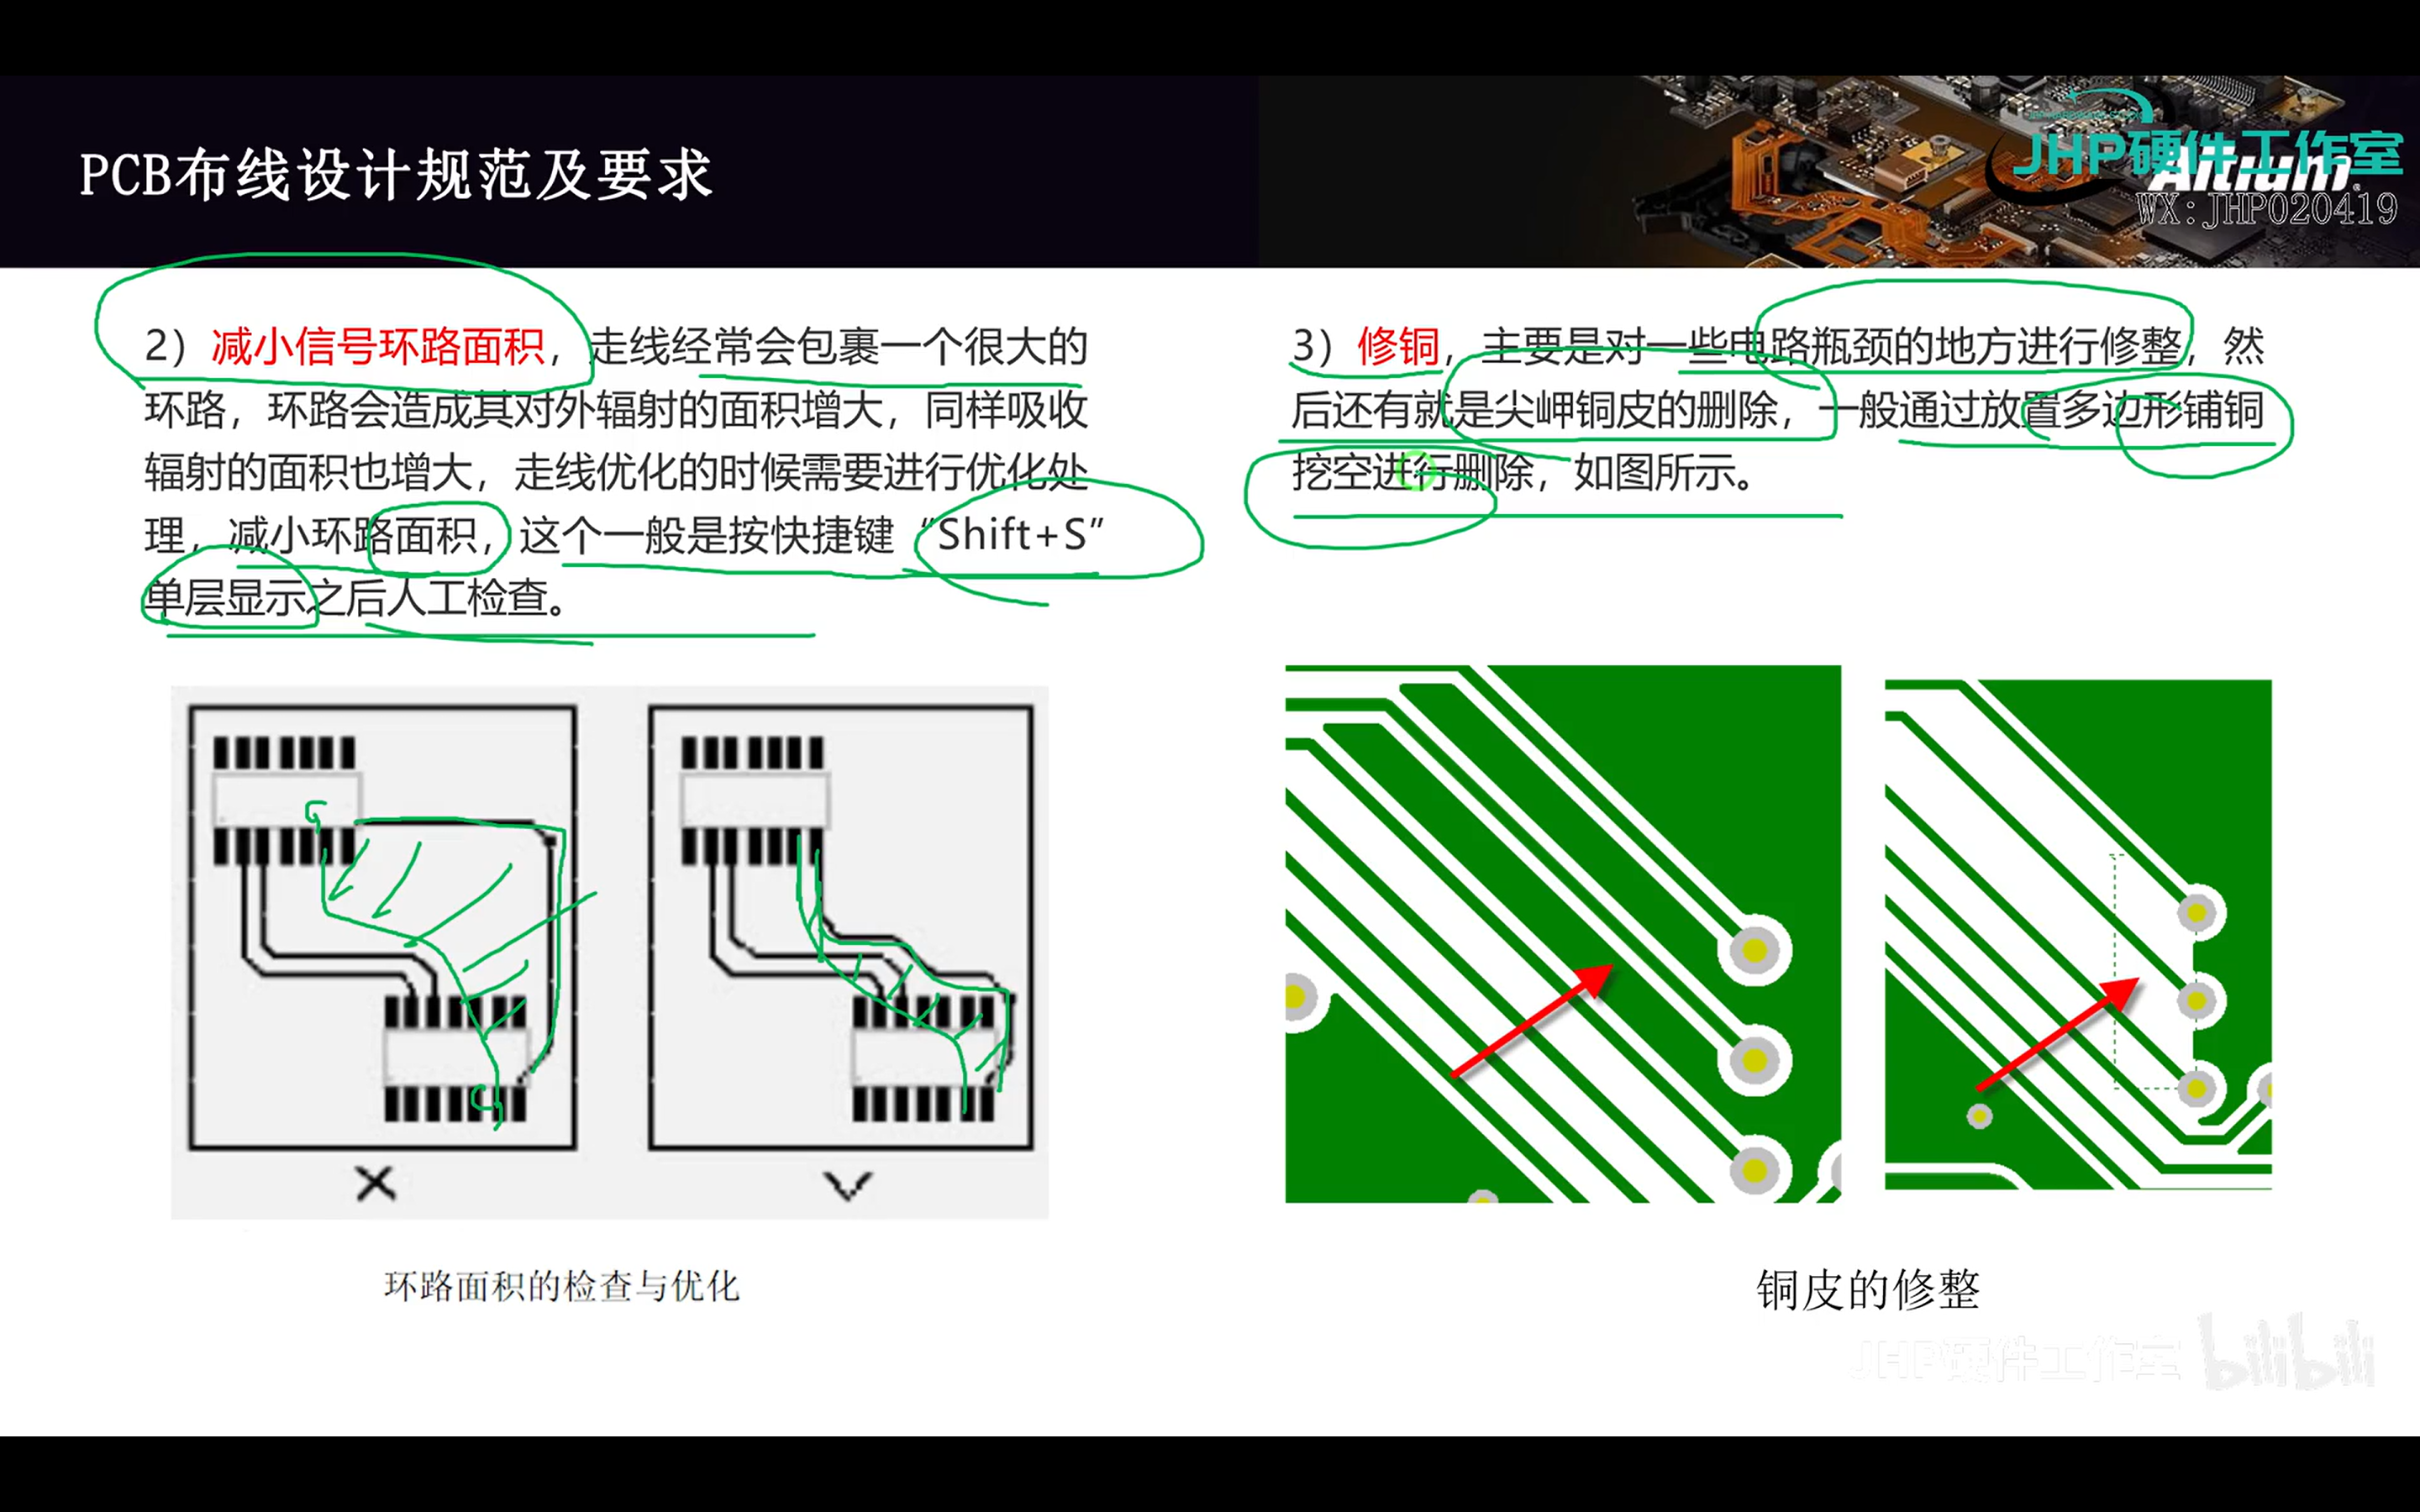 PCB布线设计规范及要求
JHP硬件工作室
Altium
WX:JHP020419
2）减小信号环路面积，走线经常会包裹一个很大的
环路，环路会造成其对外辐射的面积增大，同样吸收
辐射的面积也增大，走线优化的时候需要进行优化处
理，减小环路面积，这个一般是按快捷键“Shift+S”
单层显示之后人工检查。
3）修铜，主要是对一些电路瓶颈的地方进行修整，然
后还有就是尖岬铜皮的删除，一般通过放置多边形铺铜
挖空进行删除，如图所示。
环路面积的检查与优化
铜皮的修整
JHP硬件工作室 bilibili